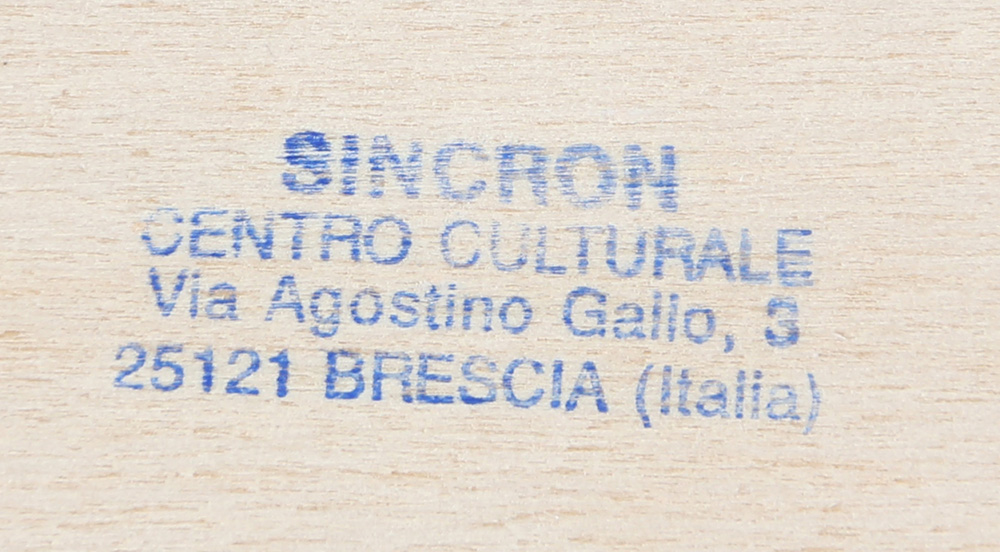 SINCRON
CENTRO CULTURALE
Via Agostino Gallo, 3
25121 BRESCIA (Italia)